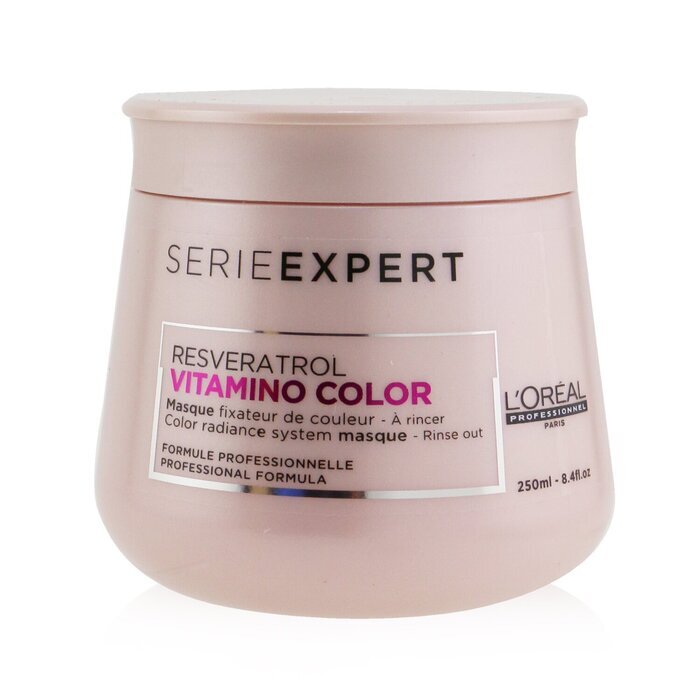 SERIEEXPERT
RESVERATROL
VITAMINO COLOR
Masque fixateur de couleur - À rincer
Color radiance system masque - Rinse out
FORMULE PROFESSIONNELLE
PROFESSIONAL FORMULA
L'ORÉAL
PROFESSIONNEL
PARIS
250ml - 8.4fl.oz